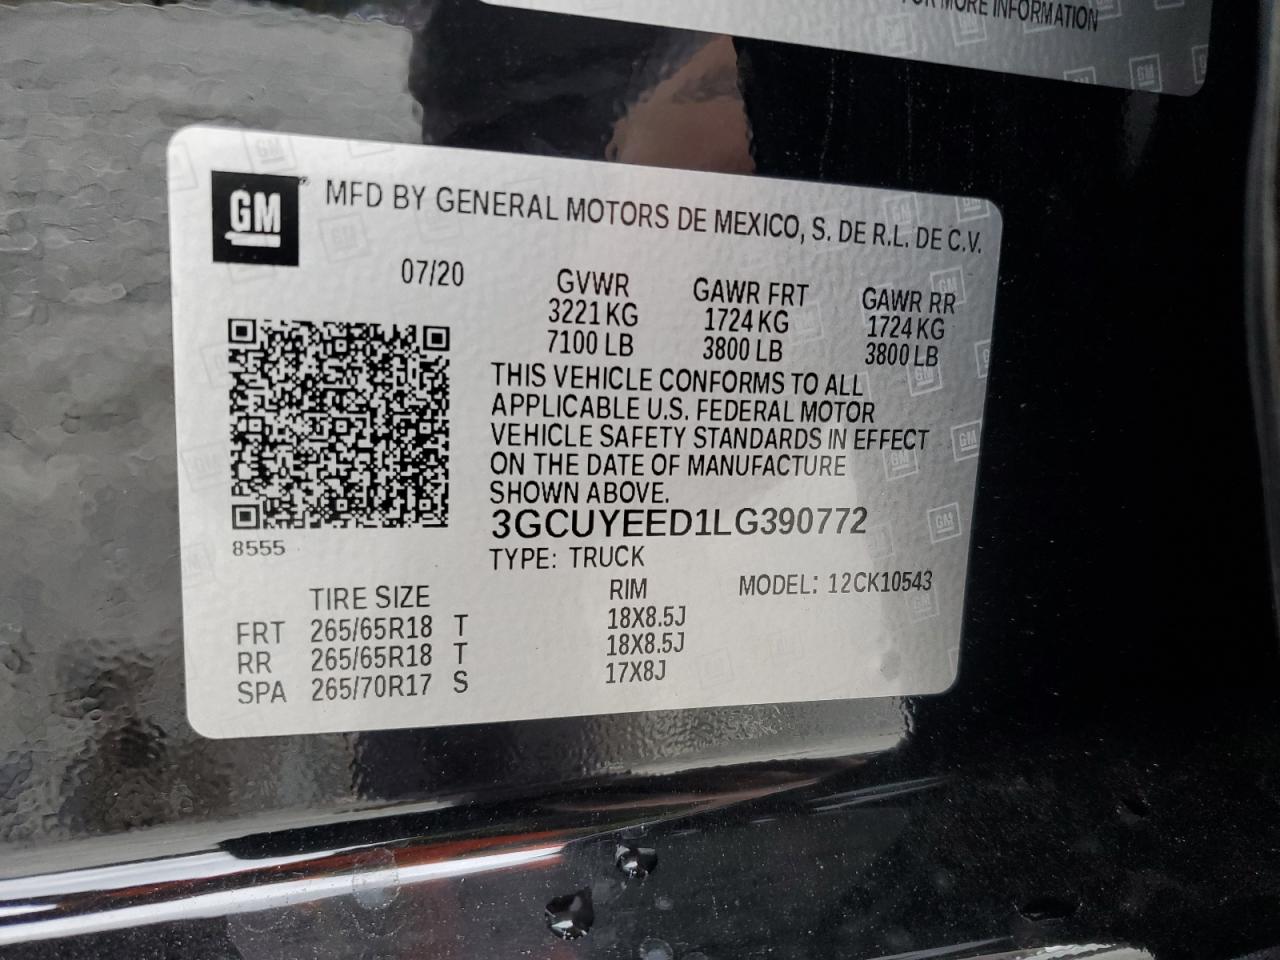 FOR MORE INFORMATION
GM
MFD BY GENERAL MOTORS DE MEXICO, S. DE R.L. DE C.V.
07/20
GVWR GAWR FRT GAWR RR
3221 KG 1724 KG 1724 KG
7100 LB 3800 LB 3800 LB
THIS VEHICLE CONFORMS TO ALL
APPLICABLE U.S. FEDERAL MOTOR
VEHICLE SAFETY STANDARDS IN EFFECT
ON THE DATE OF MANUFACTURE
SHOWN ABOVE.
3GCUYEED1LG390772
8555
TYPE: TRUCK
TIRE SIZE RIM MODEL: 12CK10543
FRT 265/65R18 T 18X8.5J
RR 265/65R18 T 18X8.5J
SPA 265/70R17 S 17X8J